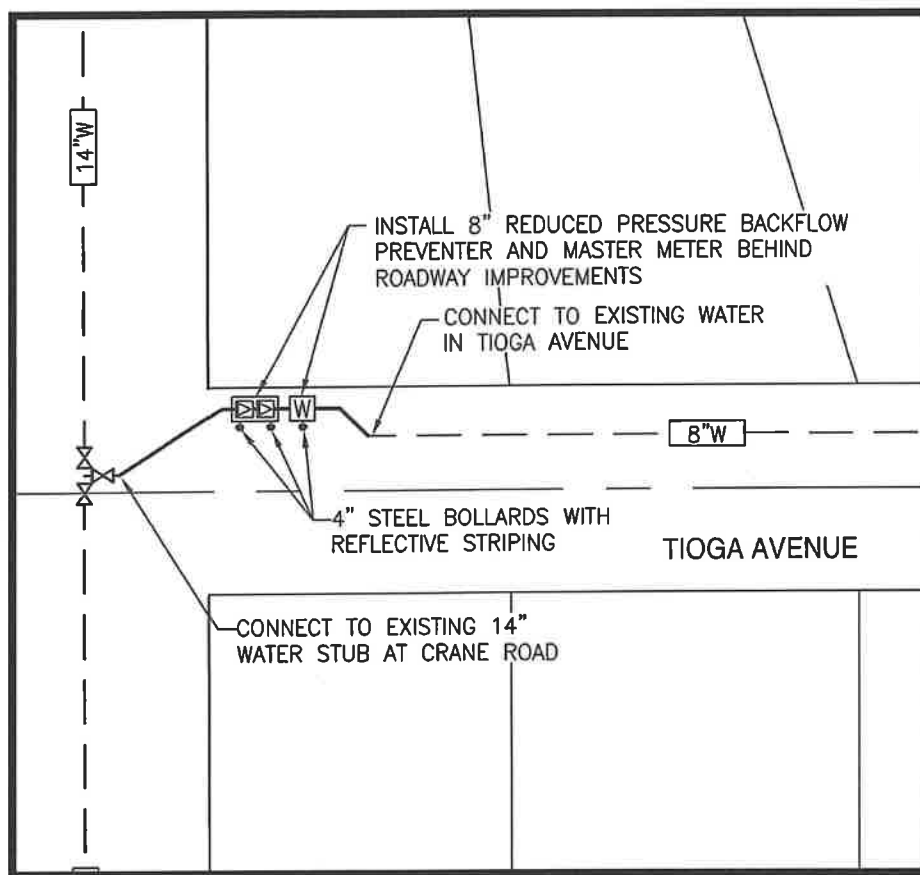 14"W
INSTALL 8" REDUCED PRESSURE BACKFLOW
PREVENTER AND MASTER METER BEHIND
ROADWAY IMPROVEMENTS
CONNECT TO EXISTING WATER
IN TIOGA AVENUE
W
8"W
4" STEEL BOLLARDS WITH
REFLECTIVE STRIPING
TIOGA AVENUE
CONNECT TO EXISTING 14"
WATER STUB AT CRANE ROAD